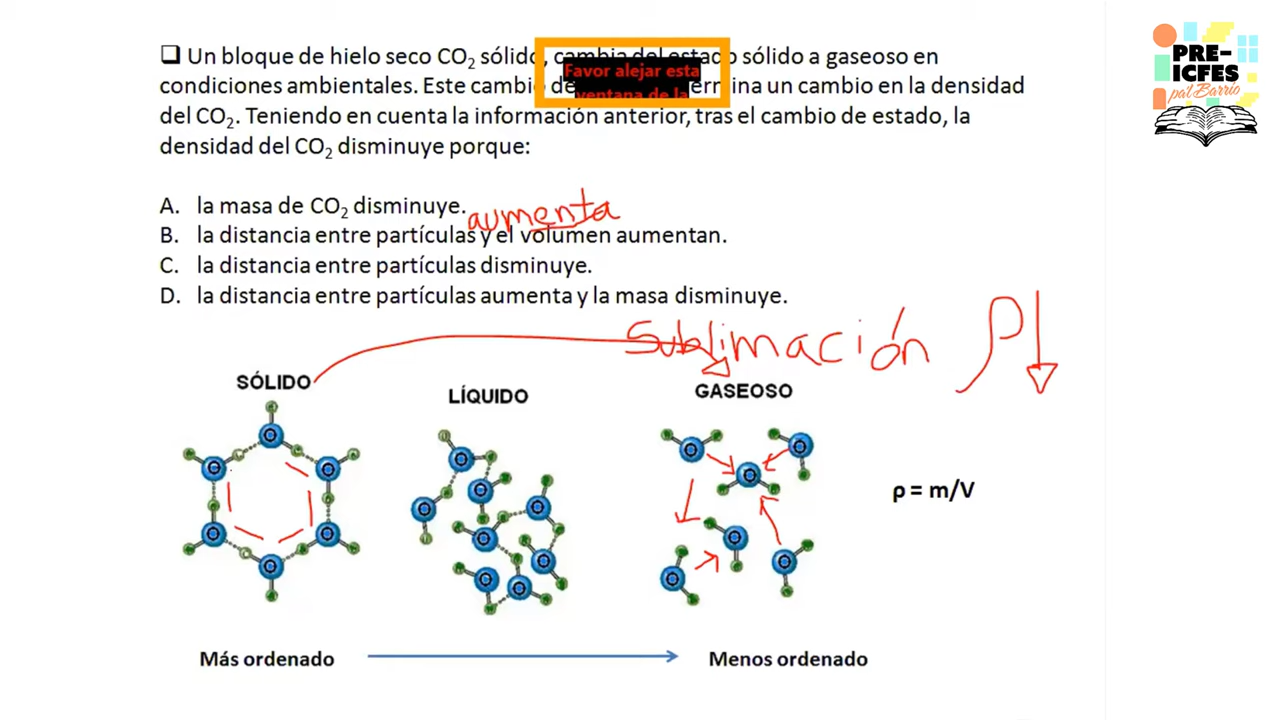 ❑ Un bloque de hielo seco CO₂ sólido, cambia del estado sólido a gaseoso en
Favor alejar esta
ventana de la
condiciones ambientales. Este cambio de ermina un cambio en la densidad
del CO₂. Teniendo en cuenta la información anterior, tras el cambio de estado, la
densidad del CO₂ disminuye porque:
A. la masa de CO₂ disminuye.
aumenta
B. la distancia entre partículas y el volumen aumentan.
C. la distancia entre partículas disminuye.
D. la distancia entre partículas aumenta y la masa disminuye.
Sublimación ρ↓
SÓLIDO
LÍQUIDO
GASEOSO
ρ = m/V
Más ordenado
Menos ordenado
PRE-
ICFES
pal Barrio